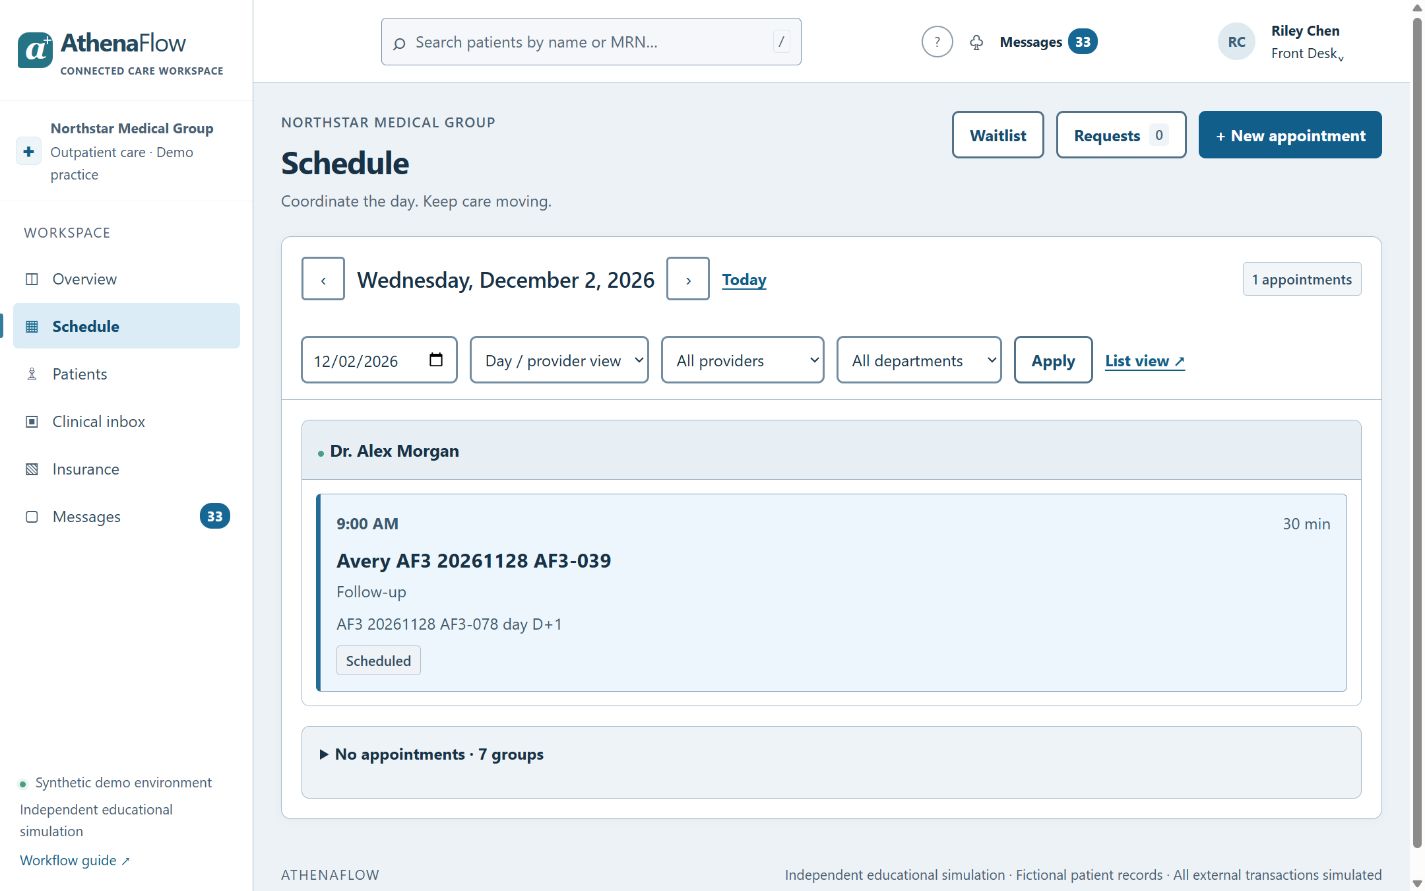 AthenaFlow
CONNECTED CARE WORKSPACE
Northstar Medical Group
Outpatient care · Demo
practice
WORKSPACE
Overview
Schedule
Patients
Clinical inbox
Insurance
Messages 33
Synthetic demo environment
Independent educational
simulation
Workflow guide ↗
Search patients by name or MRN... /
? Messages 33
RC Riley Chen
Front Desk
NORTHSTAR MEDICAL GROUP
Schedule
Coordinate the day. Keep care moving.
Waitlist Requests 0 + New appointment
‹ Wednesday, December 2, 2026 › Today 1 appointments
12/02/2026 Day / provider view All providers All departments Apply List view ↗
Dr. Alex Morgan
9:00 AM 30 min
Avery AF3 20261128 AF3-039
Follow-up
AF3 20261128 AF3-078 day D+1
Scheduled
No appointments · 7 groups
ATHENAFLOW Independent educational simulation · Fictional patient records · All external transactions simulated